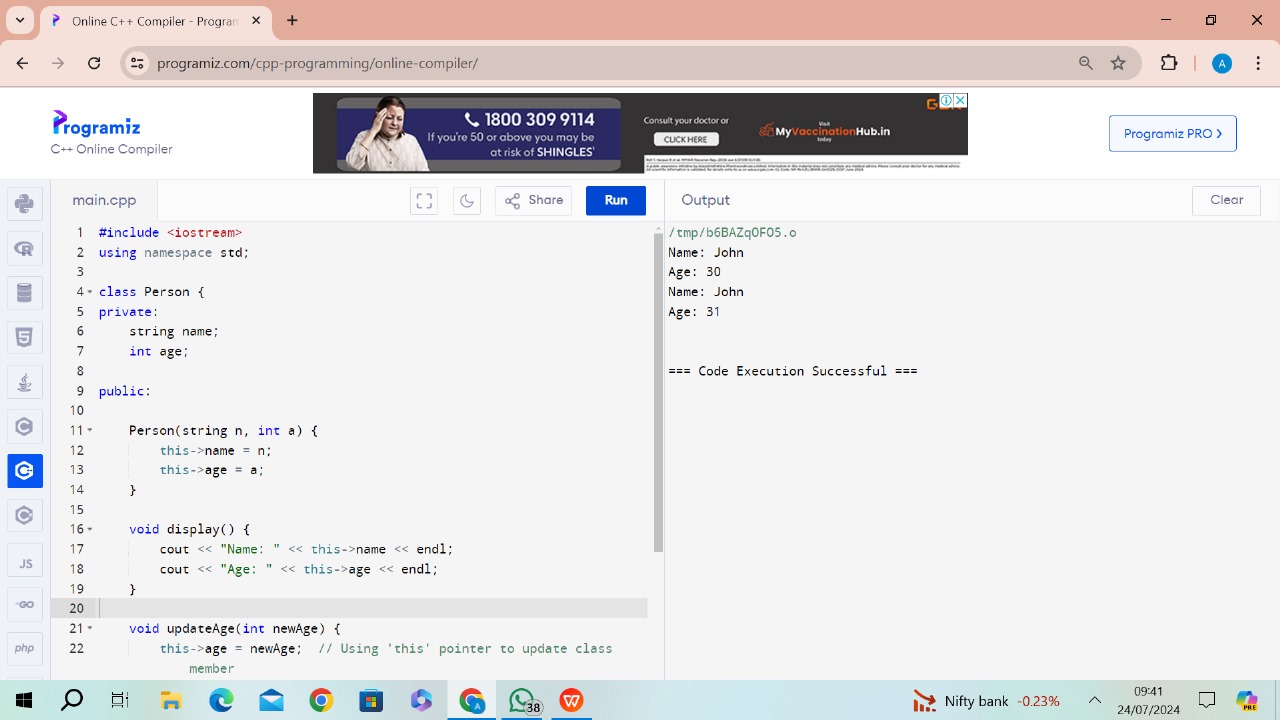 Online C++ - Programiz
programiz.com/cpp-programming/online-compiler/
A
Programiz
C++ Online Compiler
1800 309 9114
If you're 50 or above you may be
at risk of SHINGLES*
Consult your doctor or
CLICK HERE
Visit
MyVaccinationHub.in
today
Programiz PRO
main.cpp
Share
Run
Output
Clear
1 #include <iostream>
2 using namespace std;
3
4 class Person {
5 private:
6 string name;
7 int age;
8
9 public:
10
11 Person(string n, int a) {
12 this->name = n;
13 this->age = a;
14 }
15
16 void display() {
17 cout << "Name: " << this->name << endl;
18 cout << "Age: " << this->age << endl;
19 }
20
21 void updateAge(int newAge) {
22 this->age = newAge; // Using 'this' pointer to update class
member
/tmp/b6BAZqOFO5.o
Name: John
Age: 30
Name: John
Age: 31
=== Code Execution Successful ===
JS
GO
php
38
Nifty bank -0.23%
09:41
24/07/2024
PRE